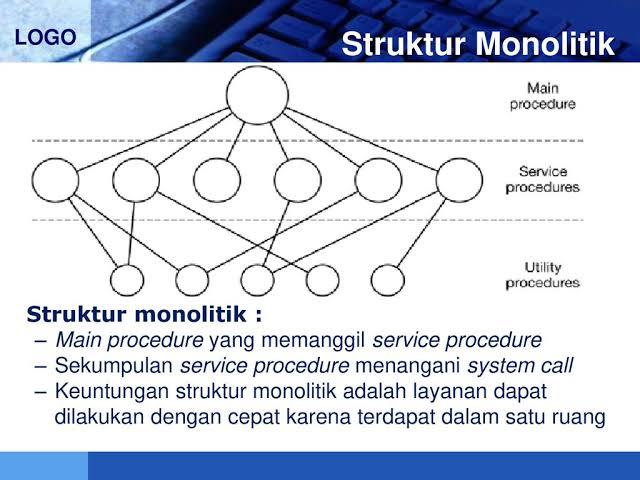 LOGO
Struktur Monolitik
Main
procedure
Service
procedures
Utility
procedures
Struktur monolitik :
– Main procedure yang memanggil service procedure
– Sekumpulan service procedure menangani system call
– Keuntungan struktur monolitik adalah layanan dapat
dilakukan dengan cepat karena terdapat dalam satu ruang